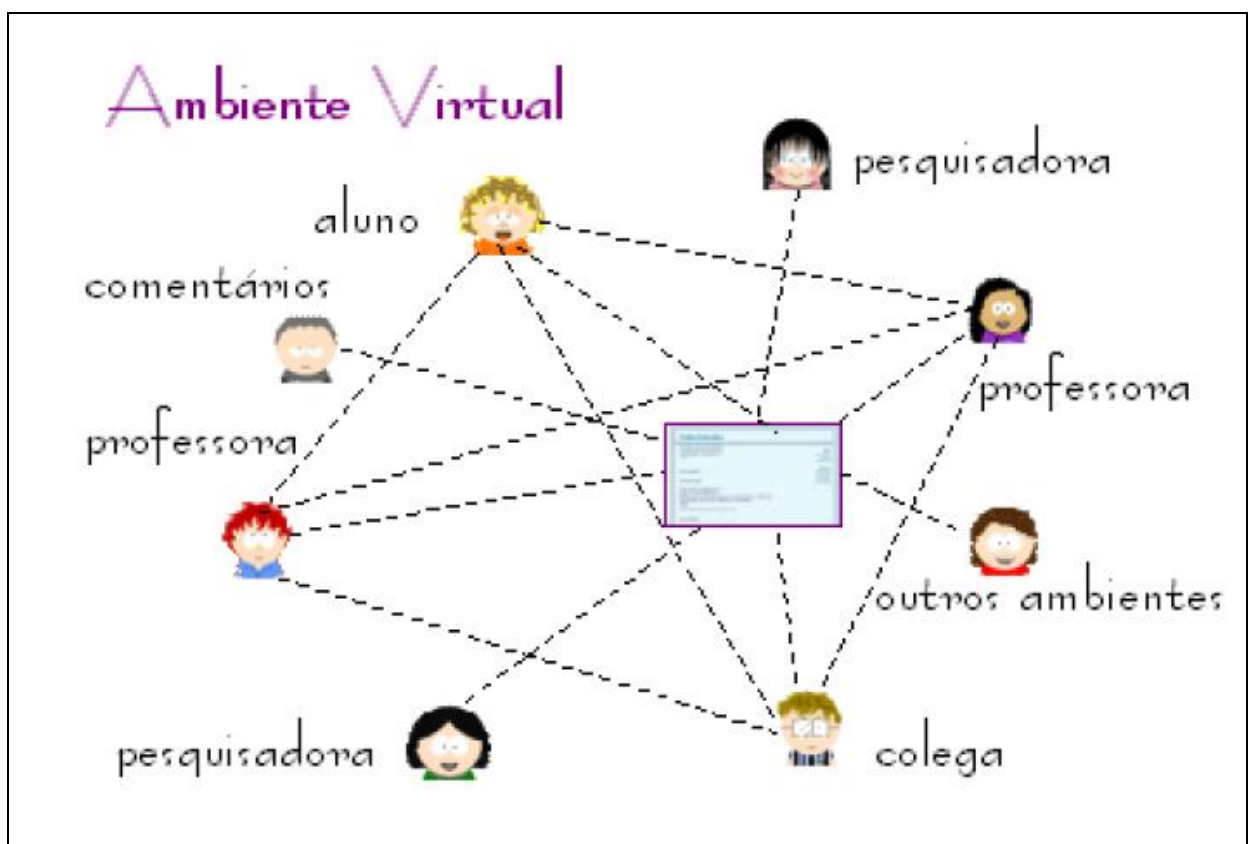 Ambiente Virtual
pesquisadora
aluno
comentários
professora
professora
outros ambientes
pesquisadora
colega